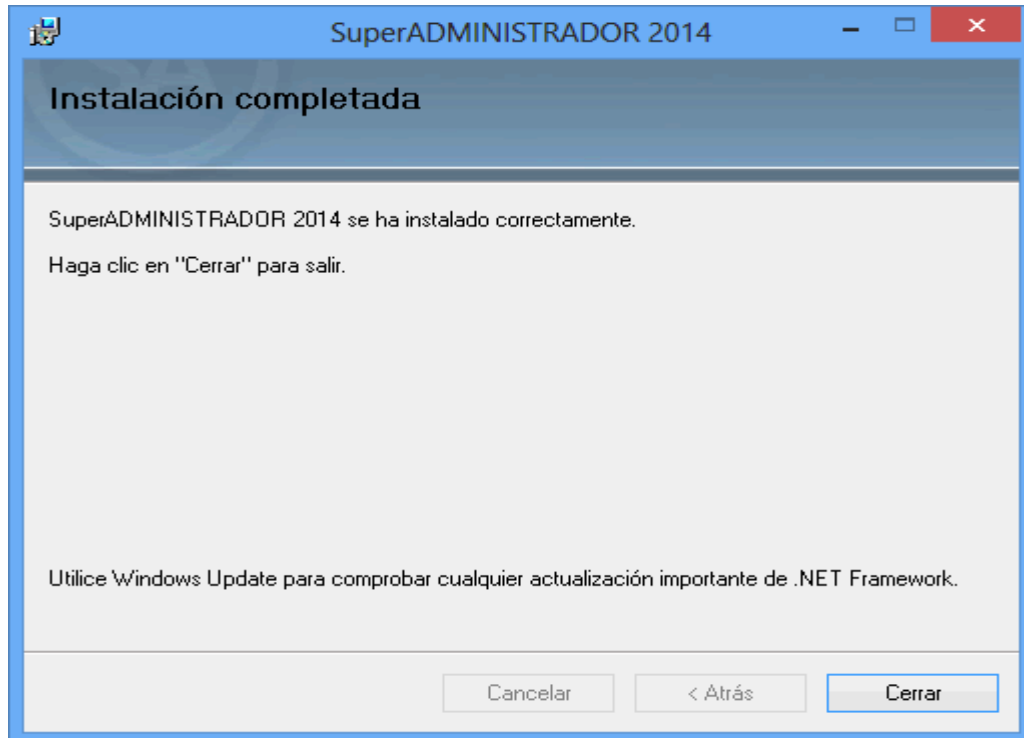 SuperADMINISTRADOR 2014
SA
Instalación completada
SuperADMINISTRADOR 2014 se ha instalado correctamente.
Haga clic en "Cerrar" para salir.
Utilice Windows Update para comprobar cualquier actualización importante de .NET Framework.
Cancelar
< Atrás
Cerrar